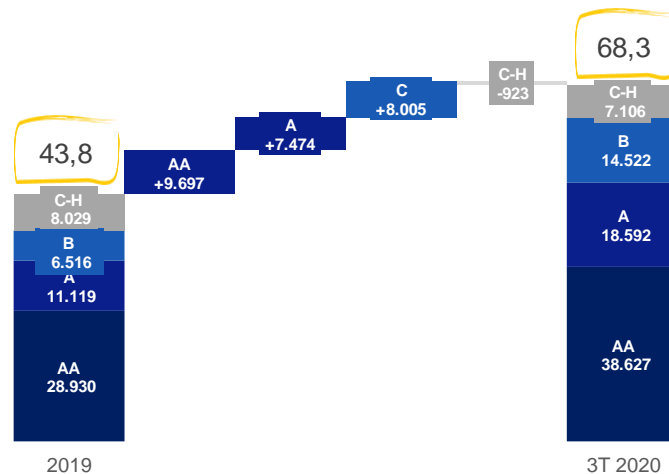 68,3
43,8
C-H
8.029
B
6.516
A
11.119
AA
28.930
AA
+9.697
A
+7.474
C
+8.005
C-H
-923
C-H
7.106
B
14.522
A
18.592
AA
38.627
2019
3T 2020